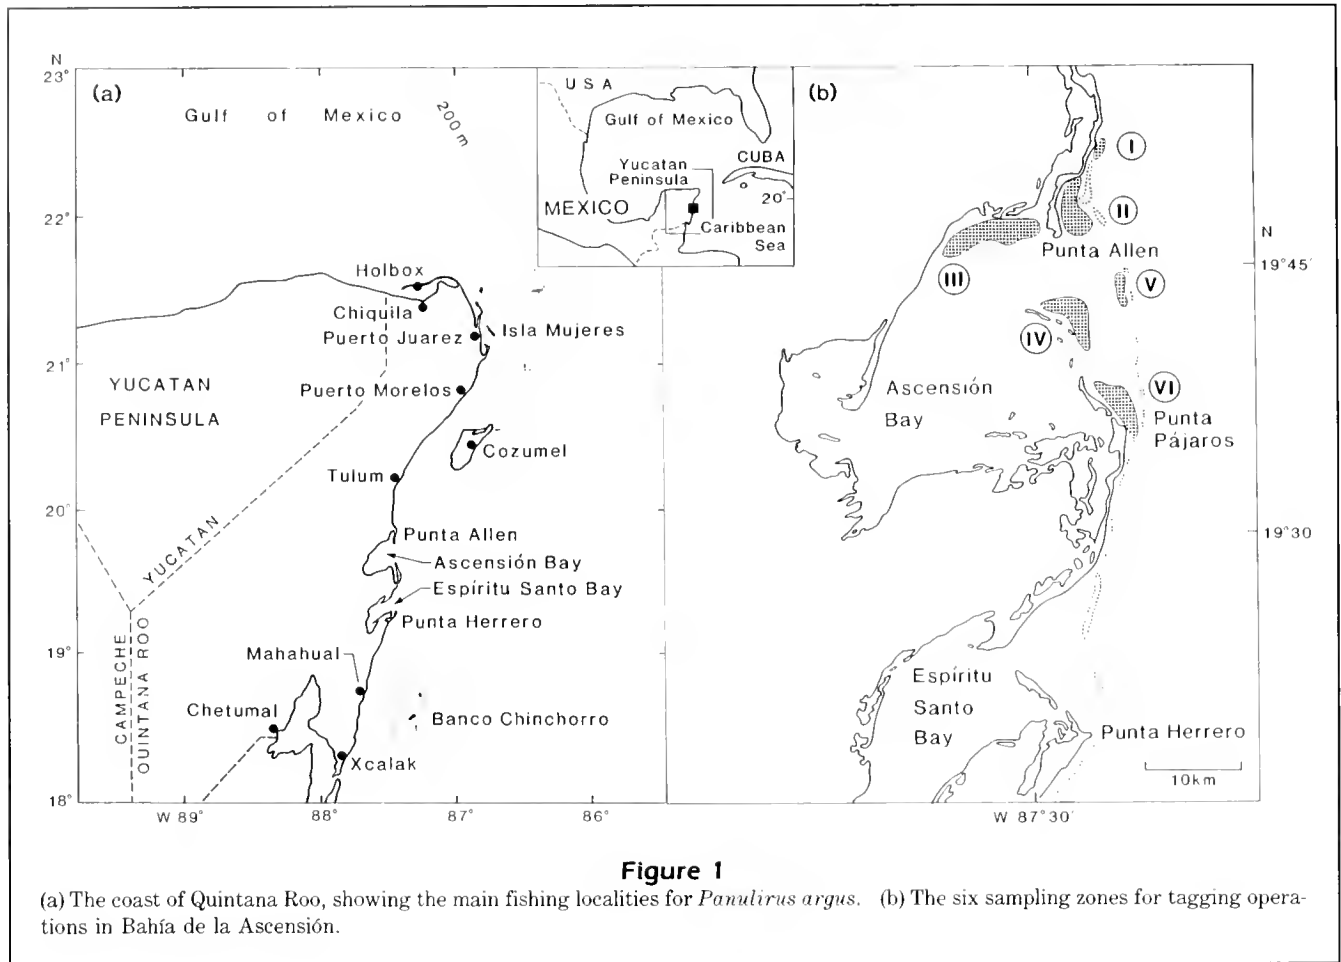 N
23°
(a)
Gulf of Mexico
200 m
22°
Holbox
Chiquila
Puerto Juarez
Isla Mujeres
21°
YUCATAN
PENINSULA
Puerto Morelos
Cozumel
Tulum
20°
Punta Allen
YUCATAN
Ascensión Bay
Espíritu Santo Bay
Punta Herrero
19°
CAMPECHE
QUINTANA ROO
Mahahual
Chetumal
Banco Chinchorro
Xcalak
18°
W 89°
88°
87°
86°
USA
Gulf of Mexico
CUBA
Yucatan
Peninsula
20°
MEXICO
Caribbean
Sea
(b)
I
II
N
Punta Allen
19°45'
III
V
IV
Ascensión
Bay
VI
Punta
Pájaros
19°30
Espíritu
Santo
Bay
Punta Herrero
10km
W 87°30'
Figure 1
(a) The coast of Quintana Roo, showing the main fishing localities for Panulirus argus. (b) The six sampling zones for tagging opera-
tions in Bahía de la Ascensión.